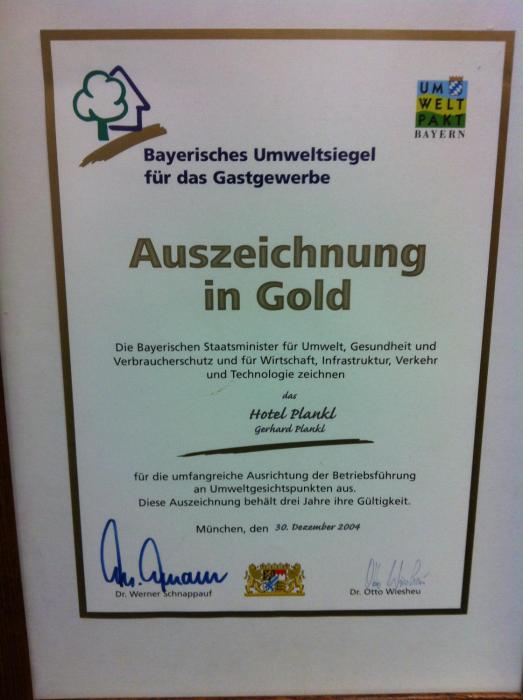 UM
WELT
PAKT
BAYERN
Bayerisches Umweltsiegel
für das Gastgewerbe
Auszeichnung
in Gold
Die Bayerischen Staatsminister für Umwelt, Gesundheit und
Verbraucherschutz und für Wirtschaft, Infrastruktur, Verkehr
und Technologie zeichnen
das
Hotel Plankl
Gerhard Plankl
für die umfangreiche Ausrichtung der Betriebsführung
an Umweltgesichtspunkten aus.
Diese Auszeichnung behält drei Jahre ihre Gültigkeit.
München, den 30. Dezember 2004
Otto Wiesheu
Dr. Werner Schnappauf
Dr. Otto Wiesheu